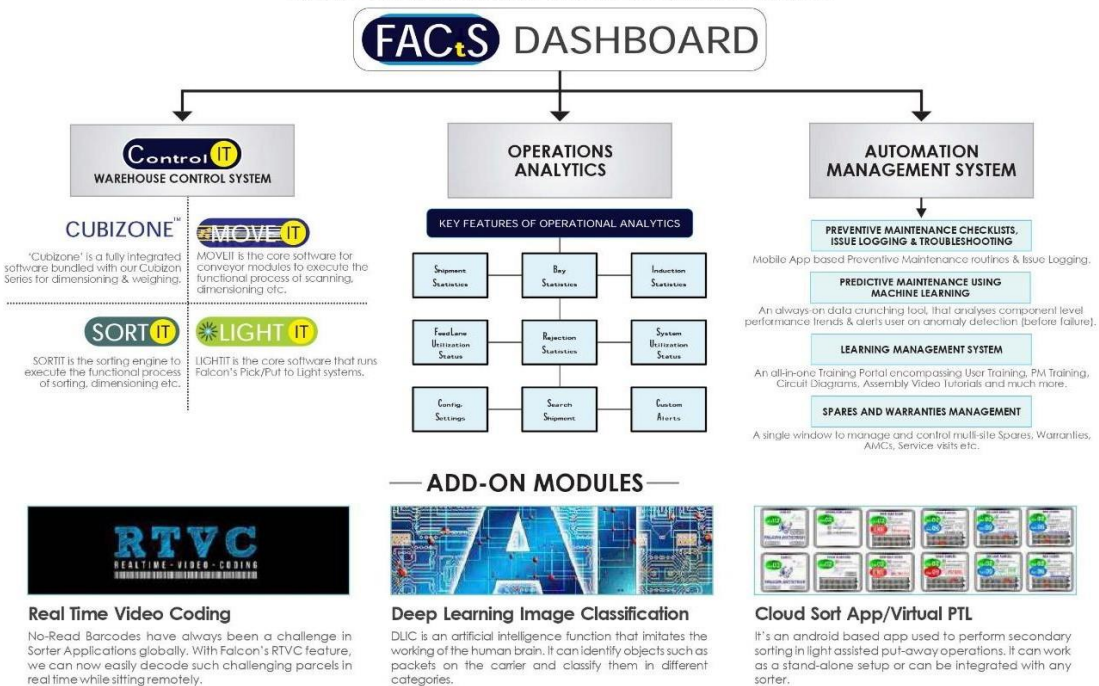 FACtS DASHBOARD
Control IT
WAREHOUSE CONTROL SYSTEM
CUBIZONE™
'Cubizone' is a fully integrated
software bundled with our Cubizon
Series for dimensioning & weighing.
MOVE IT
MOVEIT is the core software for
conveyor modules to execute the
functional process of scanning,
dimensioning etc.
SORT IT
SORTIT is the sorting engine to
execute the functional process
of sorting, dimensioning etc.
LIGHT IT
LIGHTIT is the core software that runs
Falcon's Pick/Put to Light systems.
OPERATIONS
ANALYTICS
KEY FEATURES OF OPERATIONAL ANALYTICS
Shipment
Statistics
Bay
Statistics
Induction
Statistics
FeedLane
Utilization
Status
Rejection
Statistics
System
Utilization
Status
Config.
Settings
Search
Shipment
Custom
Alerts
AUTOMATION
MANAGEMENT SYSTEM
PREVENTIVE MAINTENANCE CHECKLISTS,
ISSUE LOGGING & TROUBLESHOOTING
Mobile App based Preventive Maintenance routines & Issue Logging.
PREDICTIVE MAINTENANCE USING
MACHINE LEARNING
An always-on data crunching tool, that analyses component level
performance trends & alerts user on anomaly detection (before failure).
LEARNING MANAGEMENT SYSTEM
An all-in-one Training Portal encompassing User Training, PM Training,
Circuit Diagrams, Assembly Video Tutorials and much more.
SPARES AND WARRANTIES MANAGEMENT
A single window to manage and control multi-site Spares, Warranties,
AMCs, Service visits etc.
ADD-ON MODULES
RTVC
REALTIME-VIDEO-CODING
Real Time Video Coding
No-Read Barcodes have always been a challenge in
Sorter Applications globally. With Falcon's RTVC feature,
we can now easily decode such challenging parcels in
real time while sitting remotely.
AI
Deep Learning Image Classification
DLIC is an artificial intelligence function that imitates the
working of the human brain. It can identify objects such as
packets on the carrier and classify them in different
categories.
Cloud Sort App/Virtual PTL
It's an android based app used to perform secondary
sorting in light assisted put-away operations. It can work
as a stand-alone setup or can be integrated with any
sorter.